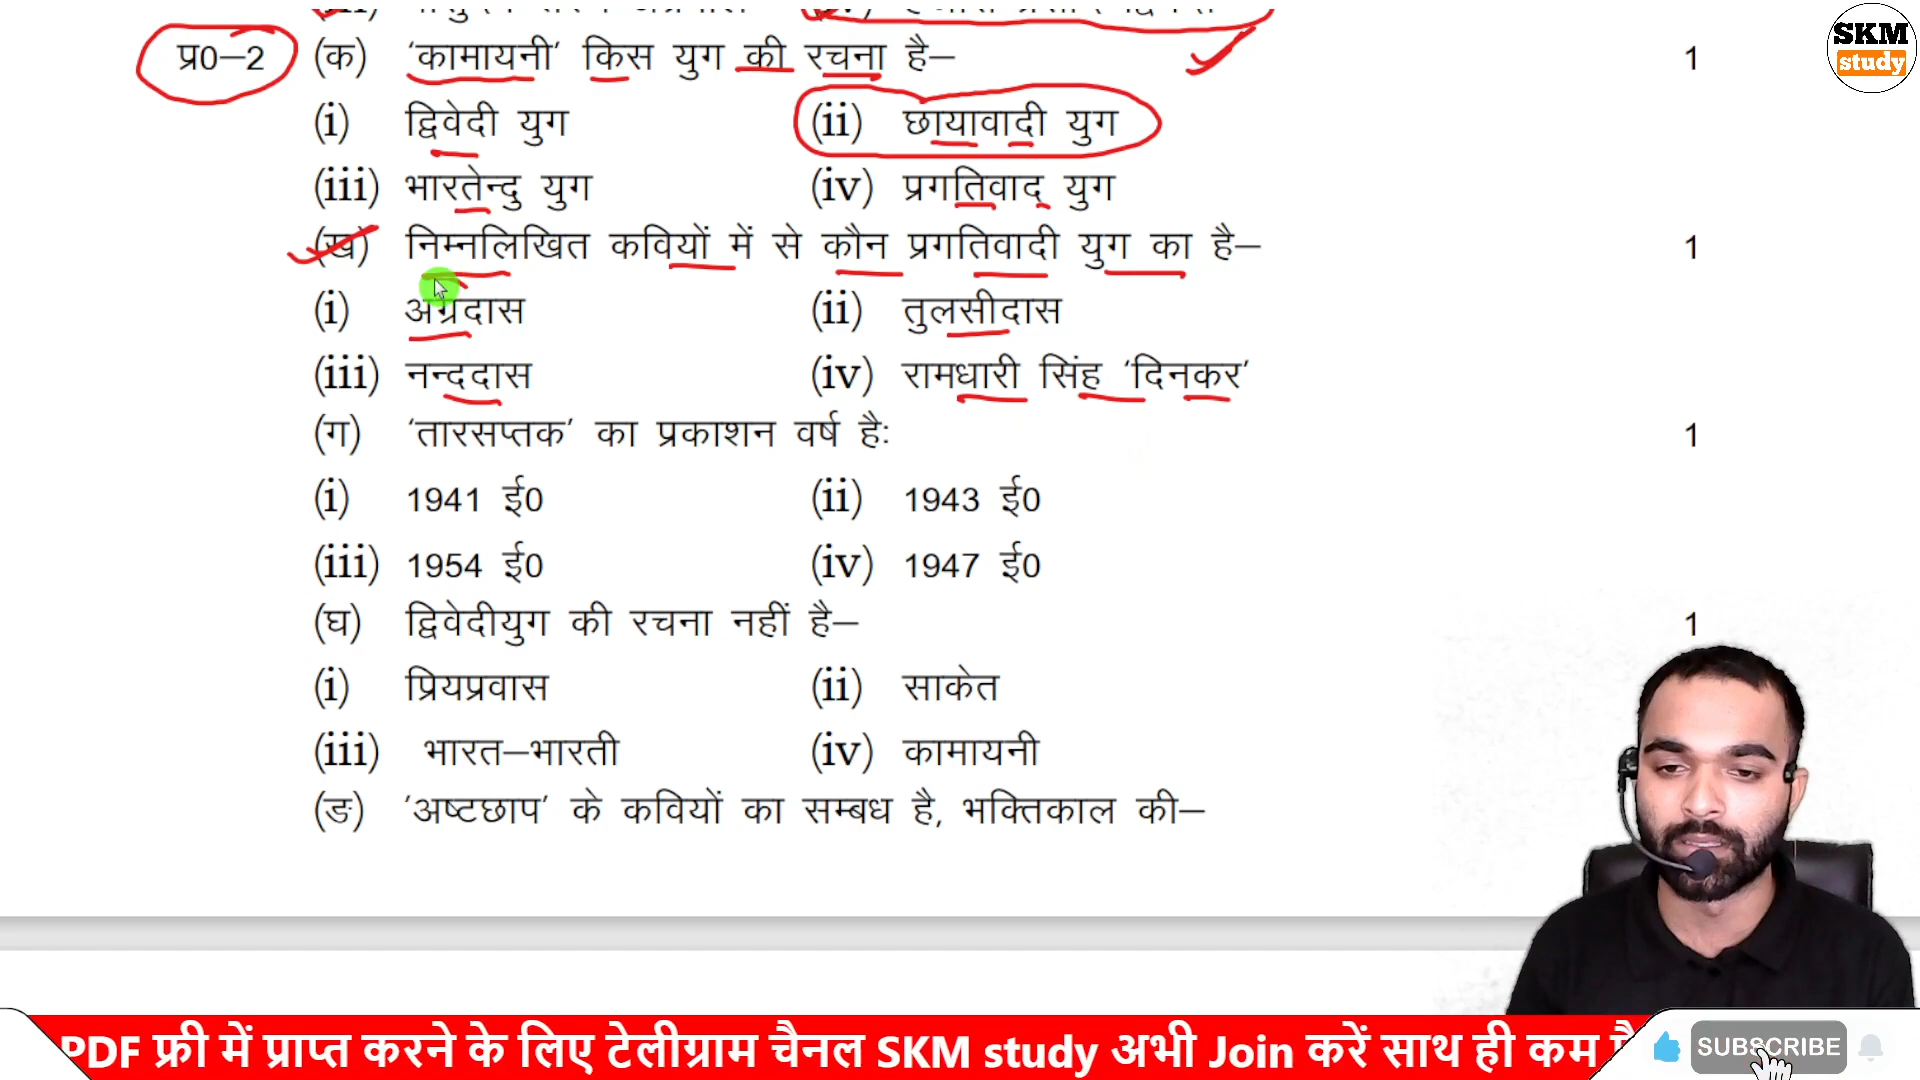 SKM
study
प्र0–2 (क) 'कामायनी' किस युग की रचना है– 1
(i) द्विवेदी युग (ii) छायावादी युग
(iii) भारतेन्दु युग (iv) प्रगतिवाद् युग
(ख) निम्नलिखित कवियों में से कौन प्रगतिवादी युग का है– 1
(i) अग्रदास (ii) तुलसीदास
(iii) नन्ददास (iv) रामधारी सिंह 'दिनकर'
(ग) 'तारसप्तक' का प्रकाशन वर्ष है: 1
(i) 1941 ई0 (ii) 1943 ई0
(iii) 1954 ई0 (iv) 1947 ई0
(घ) द्विवेदीयुग की रचना नहीं है– 1
(i) प्रियप्रवास (ii) साकेत
(iii) भारत–भारती (iv) कामायनी
(ङ) 'अष्टछाप' के कवियों का सम्बध है, भक्तिकाल की–
PDF फ्री में प्राप्त करने के लिए टेलीग्राम चैनल SKM study अभी Join करें साथ ही कम
SUBSCRIBE